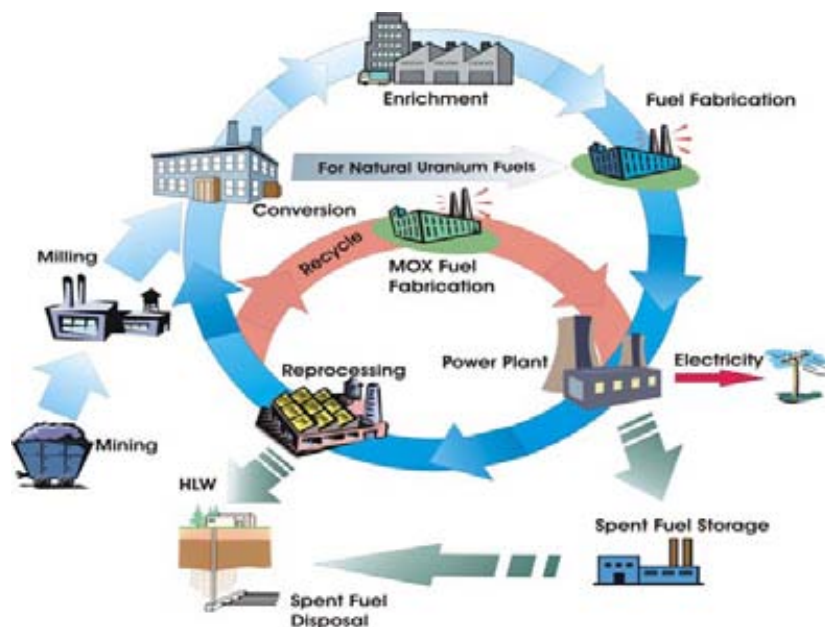 Enrichment
Fuel Fabrication
For Natural Uranium Fuels
Conversion
Milling
Recycle
MOX Fuel
Fabrication
Reprocessing
Power Plant
Electricity
Mining
HLW
Spent Fuel Storage
Spent Fuel
Disposal